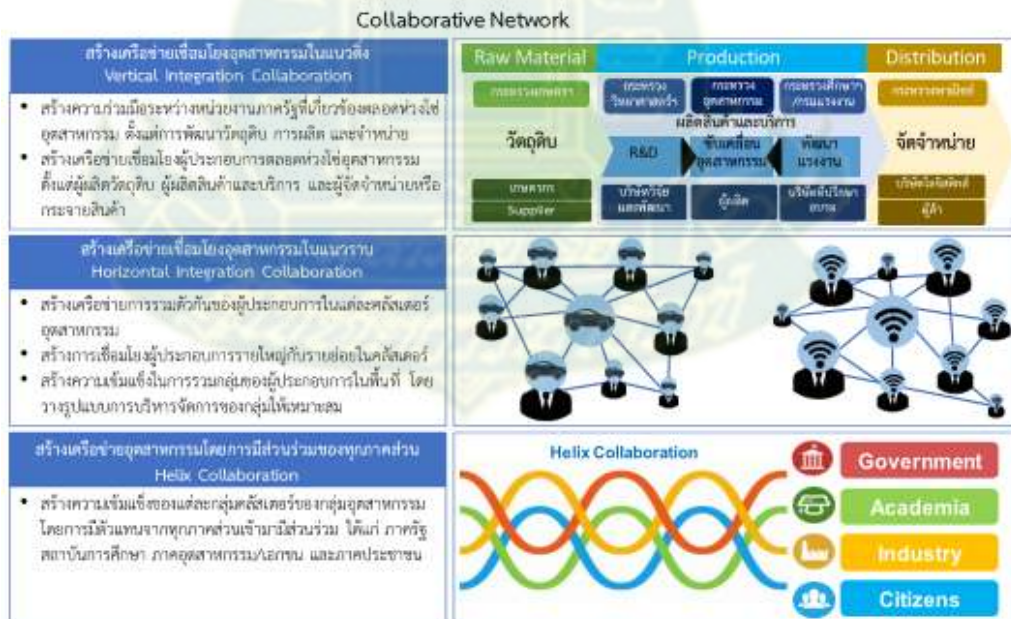 Collaborative Network
สร้างเครือข่ายเชื่อมโยงอุตสาหกรรมในแนวดิ่ง
Vertical Integration Collaboration
• สร้างความร่วมมือระหว่างหน่วยงานภาครัฐที่เกี่ยวข้องตลอดห่วงโซ่
อุตสาหกรรม ตั้งแต่การพัฒนาวัตถุดิบ การผลิต และจำหน่าย
• สร้างเครือข่ายเชื่อมโยงผู้ประกอบการตลอดห่วงโซ่อุตสาหกรรม
ตั้งแต่ผู้ผลิตวัตถุดิบ ผู้ผลิตสินค้าและบริการ และผู้จัดจำหน่ายหรือ
กระจายสินค้า
Raw Material
Production
Distribution
กระทรวงเกษตรฯ
กระทรวง
วิทยาศาสตร์ฯ
กระทรวง
อุตสาหกรรม
กระทรวงศึกษาฯ
/กรมแรงงาน
กระทรวงพาณิชย์
ผลิตสินค้าและบริการ
วัตถุดิบ
R&D
ขับเคลื่อน
อุตสาหกรรม
พัฒนา
แรงงาน
จัดจำหน่าย
เกษตรกร
Supplier
บริษัทวิจัย
และพัฒนา
ผู้ผลิต
บริษัทที่ปรึกษา
อบรม
บริษัทโลจิสติกส์
ผู้ค้า
สร้างเครือข่ายเชื่อมโยงอุตสาหกรรมในแนวราบ
Horizontal Integration Collaboration
• สร้างเครือข่ายการรวมตัวกันของผู้ประกอบการในแต่ละคลัสเตอร์
อุตสาหกรรม
• สร้างการเชื่อมโยงผู้ประกอบการรายใหญ่กับรายย่อยในคลัสเตอร์
• สร้างความเข้มแข็งในการรวมกลุ่มของผู้ประกอบการในพื้นที่ โดย
วางรูปแบบการบริหารจัดการของกลุ่มให้เหมาะสม
สร้างเครือข่ายอุตสาหกรรมโดยการมีส่วนร่วมของทุกภาคส่วน
Helix Collaboration
• สร้างความเข้มแข็งของแต่ละกลุ่มคลัสเตอร์ของกลุ่มอุตสาหกรรม
โดยการมีตัวแทนจากทุกภาคส่วนเข้ามามีส่วนร่วม ได้แก่ ภาครัฐ
สถาบันการศึกษา ภาคอุตสาหกรรม/เอกชน และภาคประชาชน
Helix Collaboration
Government
Academia
Industry
Citizens